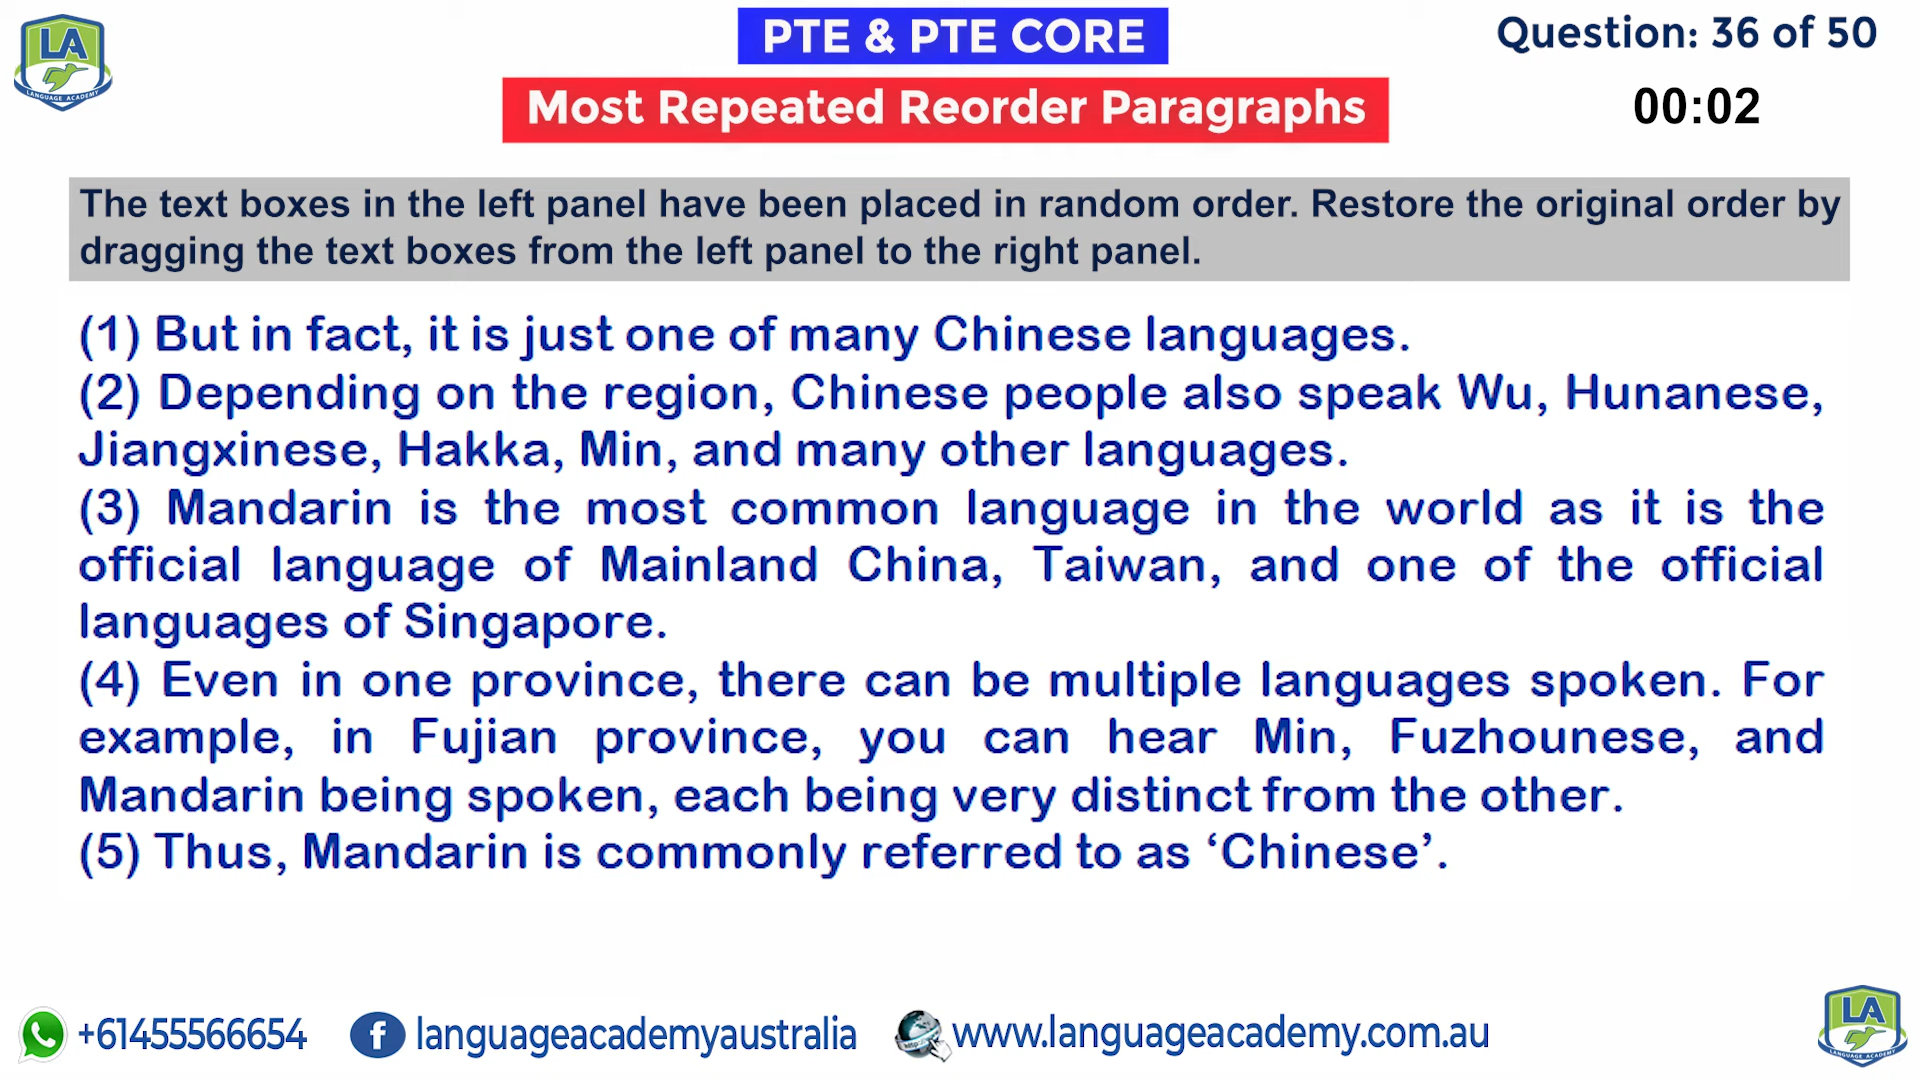 LA
LANGUAGE ACADEMY
PTE & PTE CORE
Question: 36 of 50
Most Repeated Reorder Paragraphs
00:02
The text boxes in the left panel have been placed in random order. Restore the original order by
dragging the text boxes from the left panel to the right panel.
(1) But in fact, it is just one of many Chinese languages.
(2) Depending on the region, Chinese people also speak Wu, Hunanese,
Jiangxinese, Hakka, Min, and many other languages.
(3) Mandarin is the most common language in the world as it is the
official language of Mainland China, Taiwan, and one of the official
languages of Singapore.
(4) Even in one province, there can be multiple languages spoken. For
example, in Fujian province, you can hear Min, Fuzhounese, and
Mandarin being spoken, each being very distinct from the other.
(5) Thus, Mandarin is commonly referred to as ‘Chinese’.
+61455566654
languageacademyaustralia
www.languageacademy.com.au
LA
LANGUAGE ACADEMY